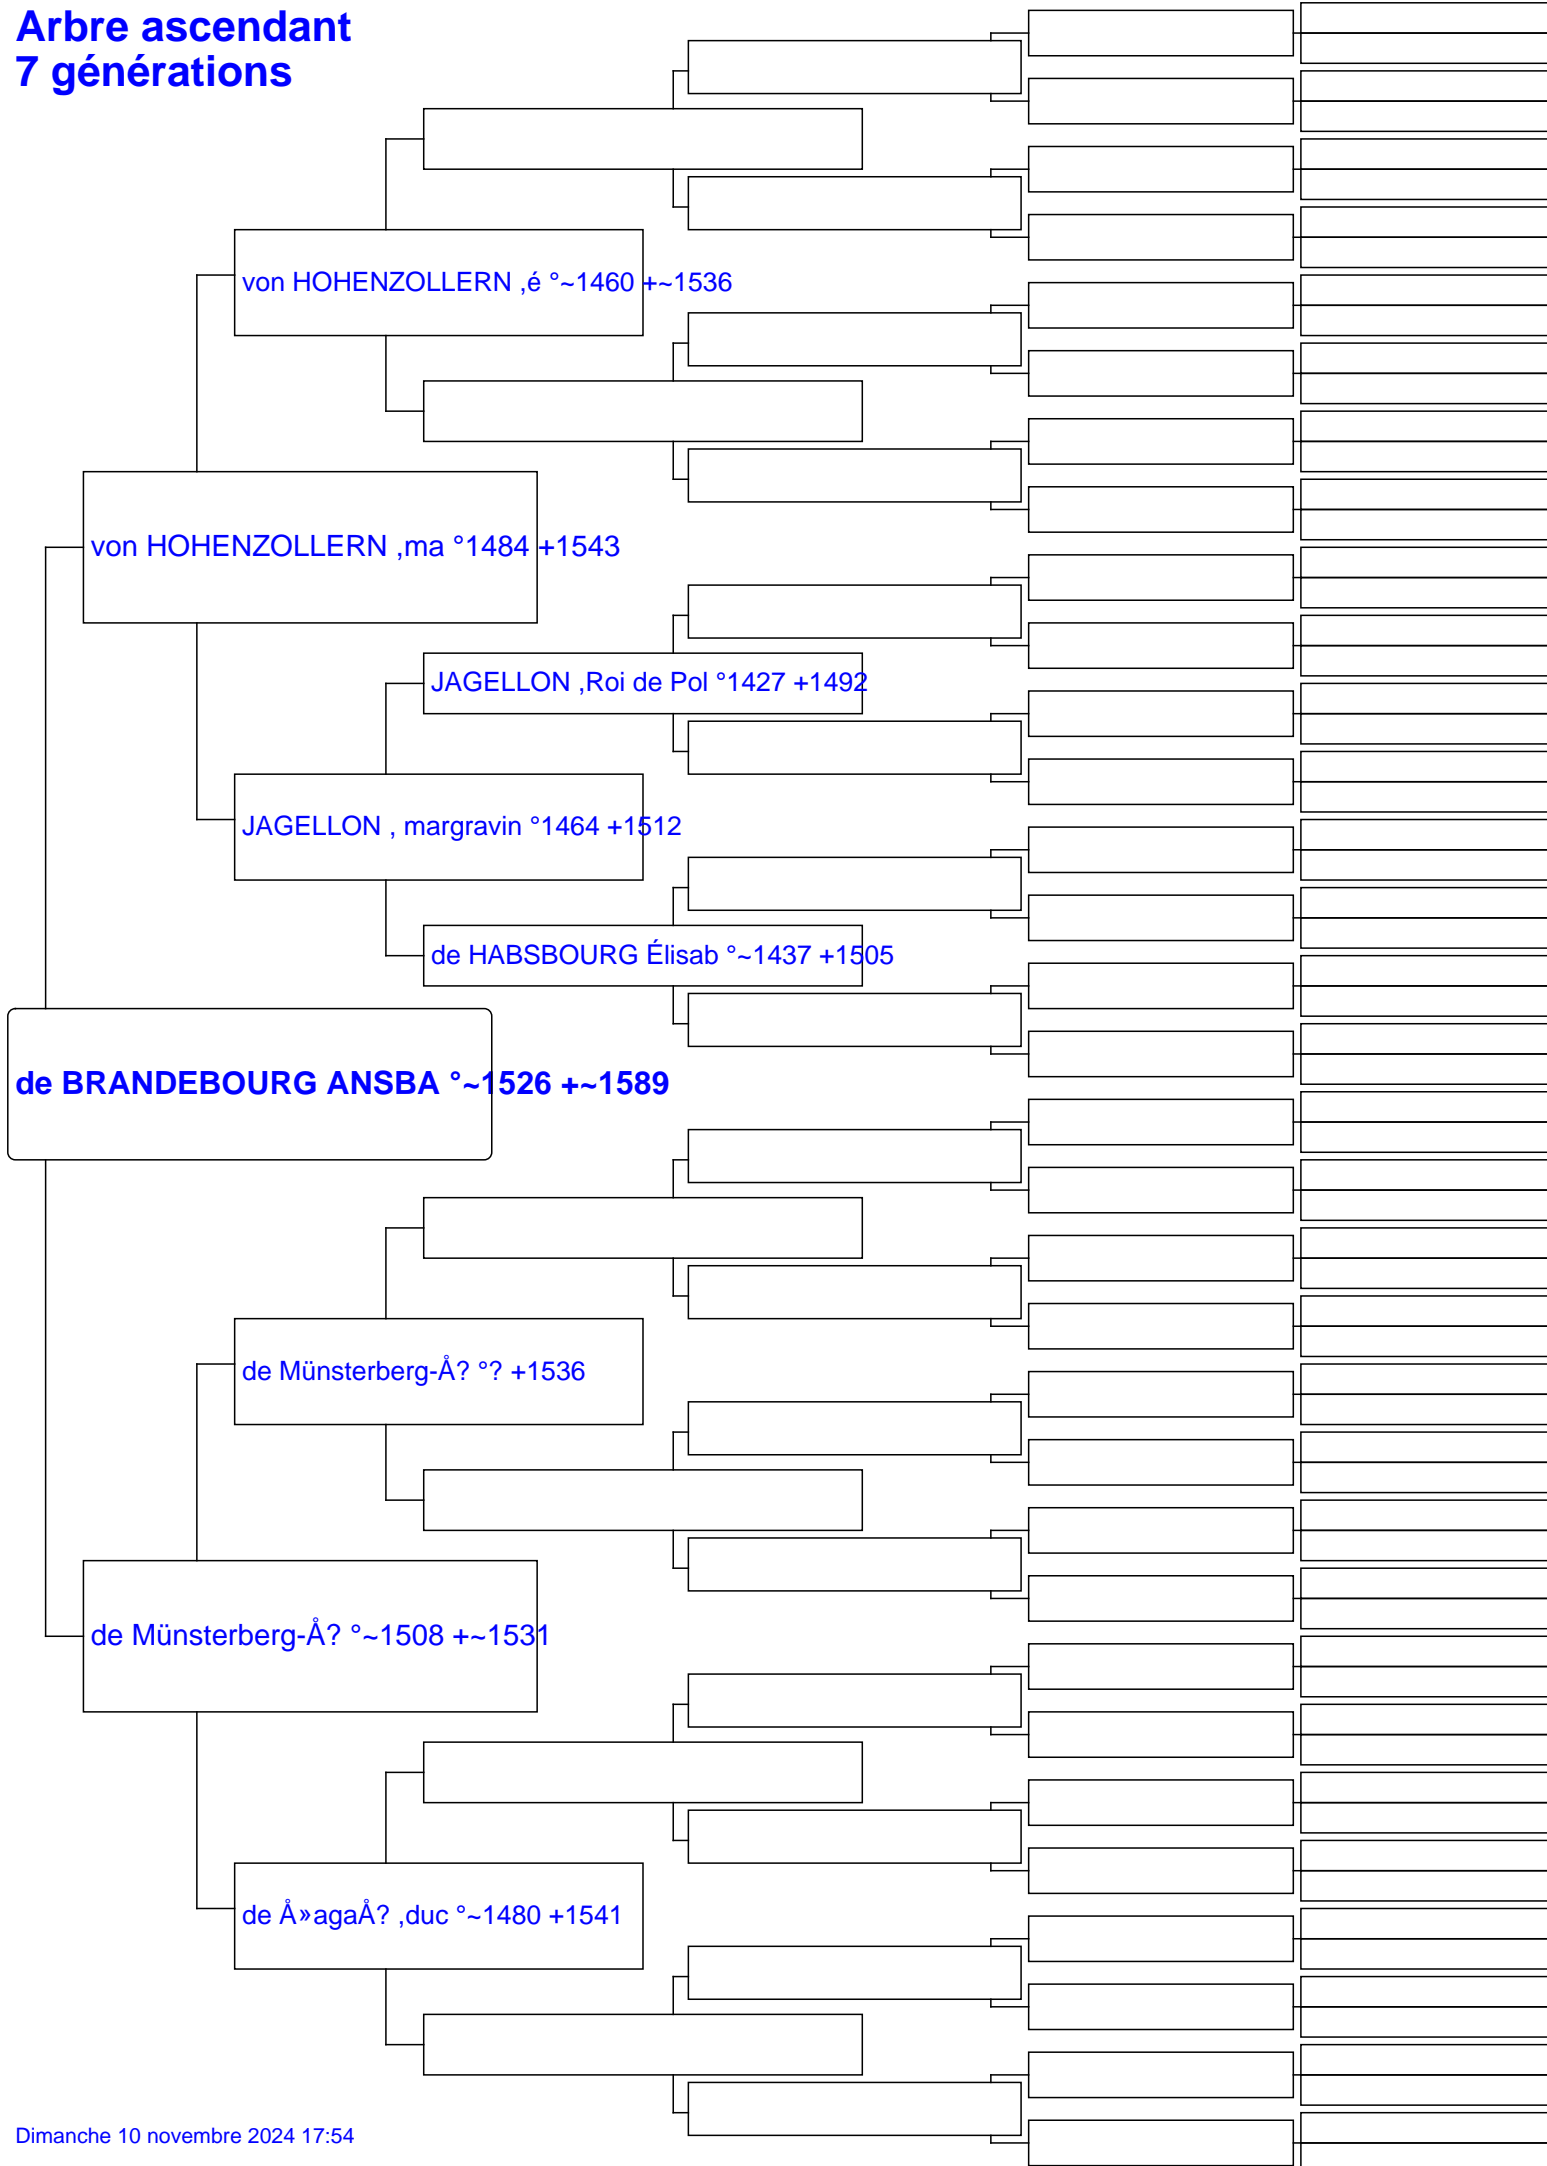 Arbre ascendant
7 générations
von HOHENZOLLERN ,é °~1460 +~1536
von HOHENZOLLERN ,ma °1484 +1543
JAGELLON ,Roi de Pol °1427 +1492
JAGELLON , margravin °1464 +1512
de HABSBOURG Élisab °~1437 +1505
de BRANDEBOURG ANSBA °~1526 +~1589
de Münsterberg-Å? °? +1536
de Münsterberg-Å? °~1508 +~1531
de Å»agaÅ? ,duc °~1480 +1541
Dimanche 10 novembre 2024 17:54